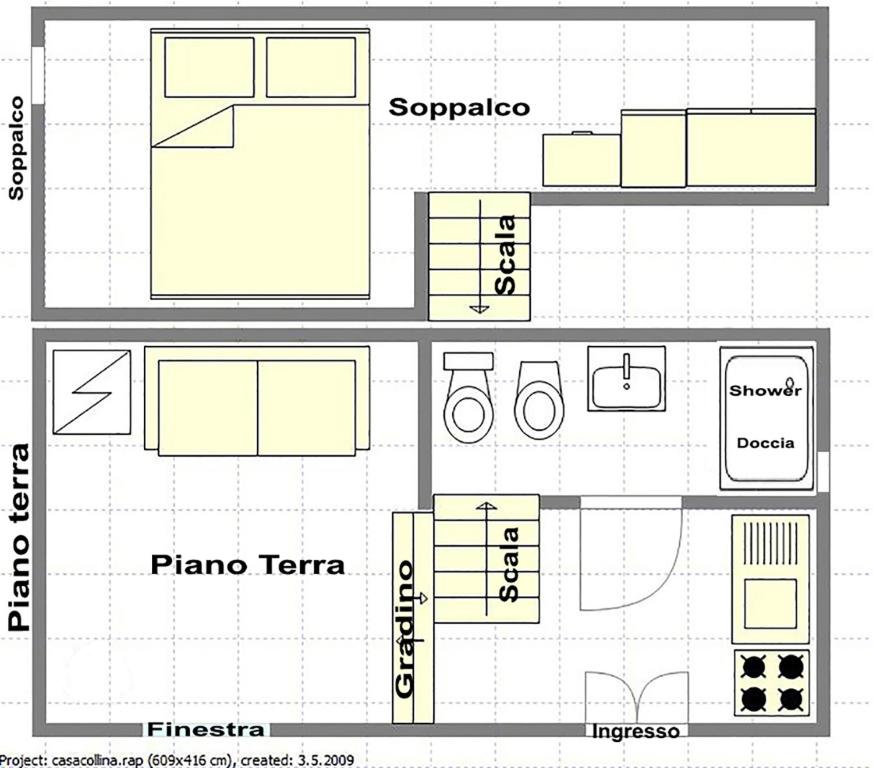 Soppalco
Soppalco
Scala
Shower
Doccia
Piano terra
Piano Terra
Gradino
Scala
Finestra
Ingresso
Project: casacollina.rap (609x416 cm), created: 3.5.2009